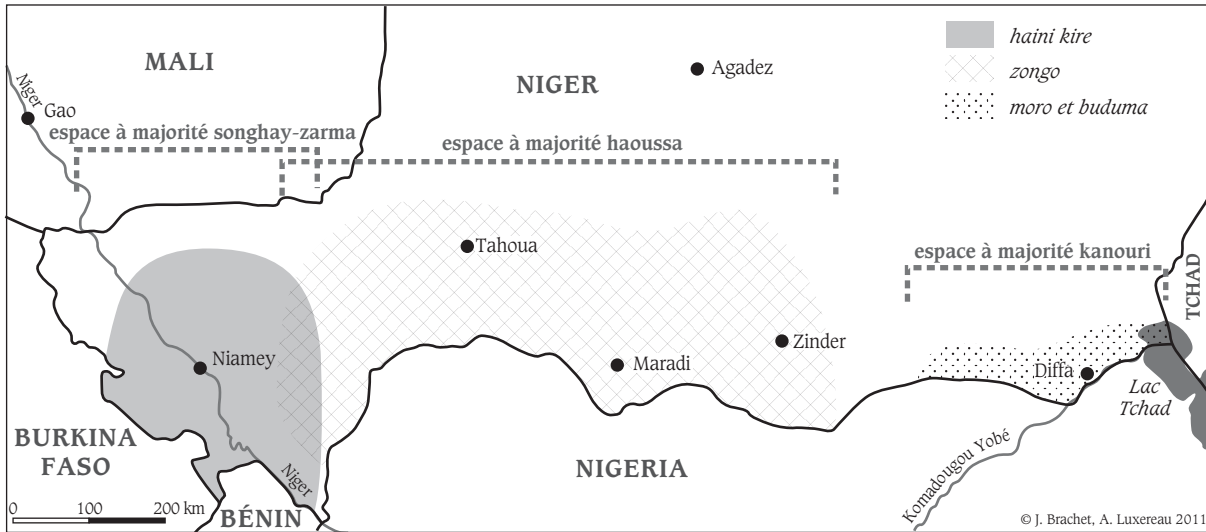 MALI
NIGER
Agadez
haini kire
zongo
moro et buduma
Niger
Gao
espace à majorité songhay-zarma
espace à majorité haoussa
Tahoua
espace à majorité kanouri
TCHAD
Niamey
Maradi
Zinder
Diffa
Lac
Tchad
BURKINA
FASO
NIGERIA
Niger
Komadougou Yobé
0 100 200 km
BÉNIN
© J. Brachet, A. Luxereau 2011